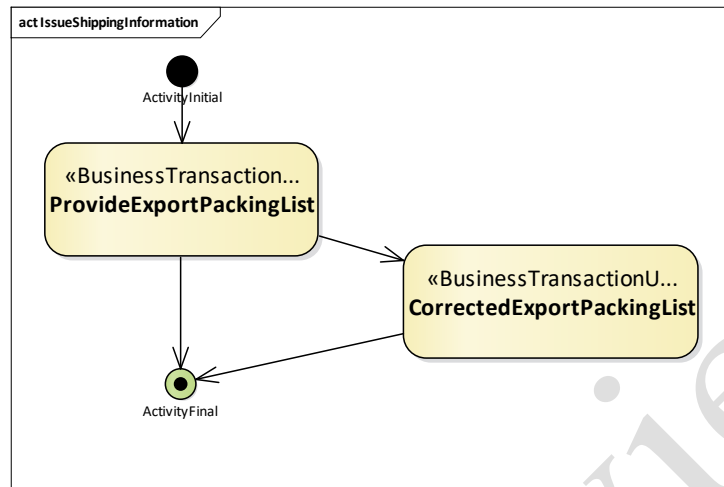 act IssueShippingInformation
ActivityInitial
«BusinessTransaction...
ProvideExportPackingList
«BusinessTransactionU...
CorrectedExportPackingList
ActivityFinal